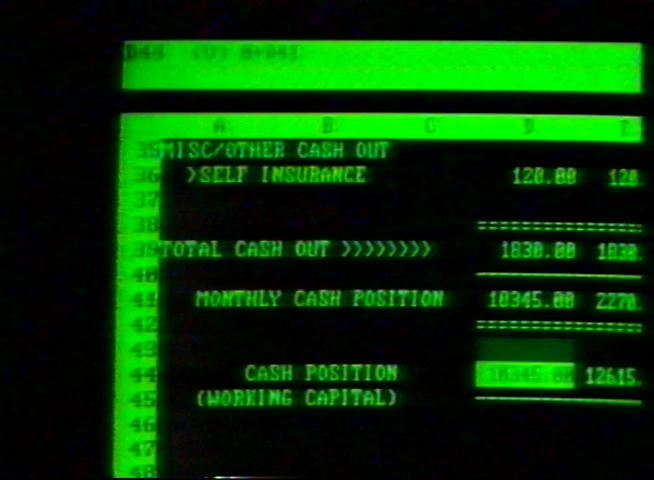 D44 (V)
A B C D E
35 MISC/OTHER CASH OUT
36 >SELF INSURANCE 120.00 120.
37
38 ==============
39 TOTAL CASH OUT >>>>>>>> 1830.00 1830.
40
41 MONTHLY CASH POSITION 10345.00 2270.
42 ==============
43
44 CASH POSITION 10345.00 12615.
45 (WORKING CAPITAL)
46
47
48